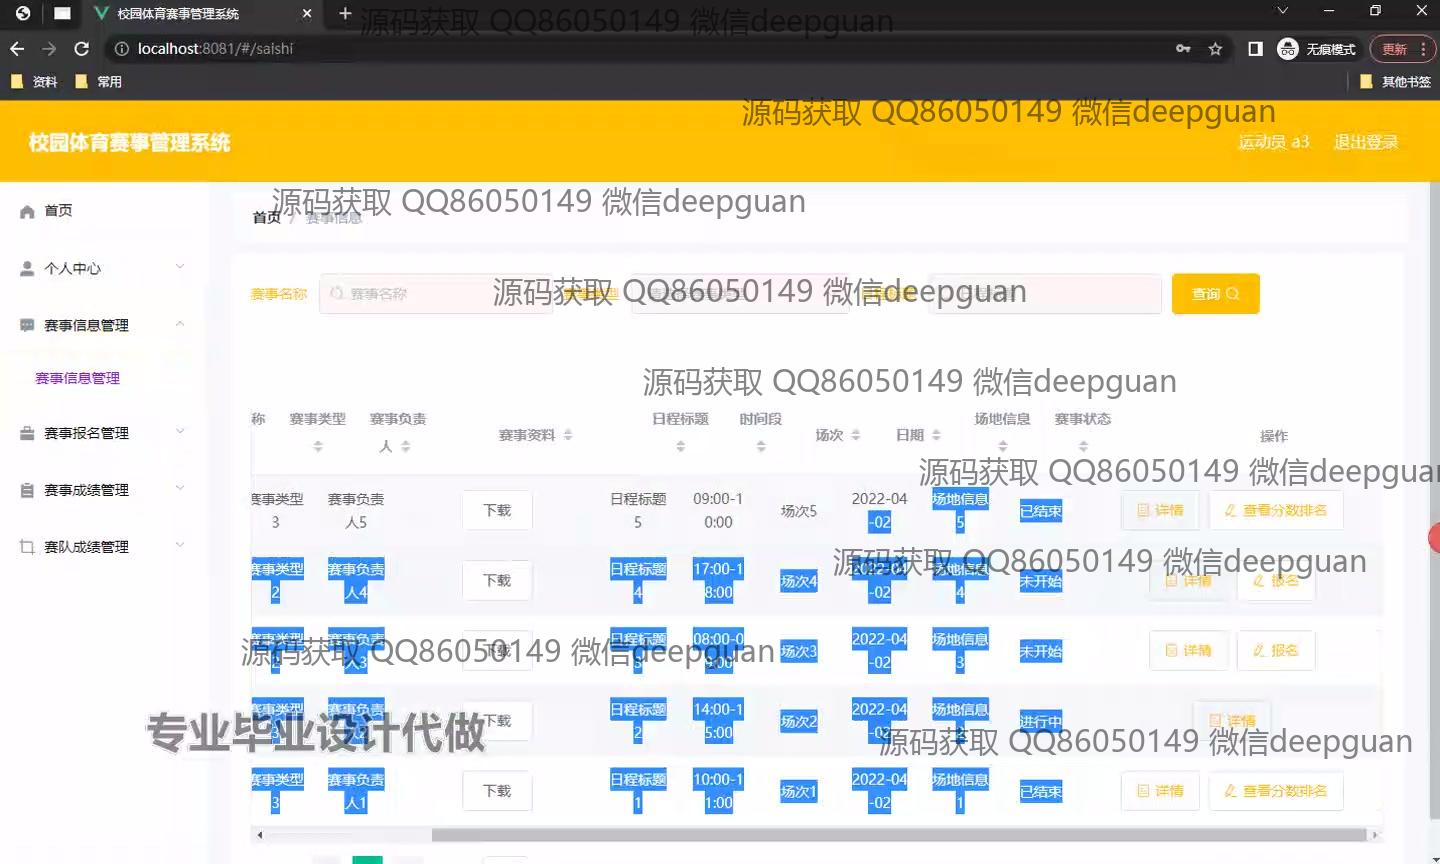 校园体育赛事管理系统
源码获取 QQ86050149 微信deepguan
localhost:8081/#/saishi
无痕模式
更新
资料
常用
其他书签
源码获取 QQ86050149 微信deepguan
校园体育赛事管理系统
运动员 a3
退出登录
源码获取 QQ86050149 微信deepguan
首页
首页 / 赛事信息
个人中心
赛事名称
赛事名称
源码获取 QQ86050149 微信deepguan
查询
赛事信息管理
赛事信息管理
源码获取 QQ86050149 微信deepguan
赛事报名管理
赛事成绩管理
赛队成绩管理
称 赛事类型 赛事负责人 赛事资料 日程标题 时间段 场次 日期 场地信息 赛事状态 操作
源码获取 QQ86050149 微信deepguan
赛事类型3 赛事负责人5 下载 日程标题5 09:00-10:00 场次5 2022-04-02 场地信息5 已结束 详情 查看分数排名
源码获取 QQ86050149 微信deepguan
赛事类型2 赛事负责人4 下载 日程标题4 17:00-18:00 场次4 2022-04-02 场地信息4 未开始 详情 报名
源码获取 QQ86050149 微信deepguan
赛事类型2 赛事负责人3 下载 日程标题3 08:00-09:00 场次3 2022-04-02 场地信息3 未开始 详情 报名
专业毕业设计代做
赛事类型 赛事负责 下载 日程标题2 14:00-15:00 场次2 2022-04-02 场地信息2 进行中 详情
源码获取 QQ86050149 微信deepguan
赛事类型3 赛事负责人1 下载 日程标题1 10:00-11:00 场次1 2022-04-02 场地信息1 已结束 详情 查看分数排名